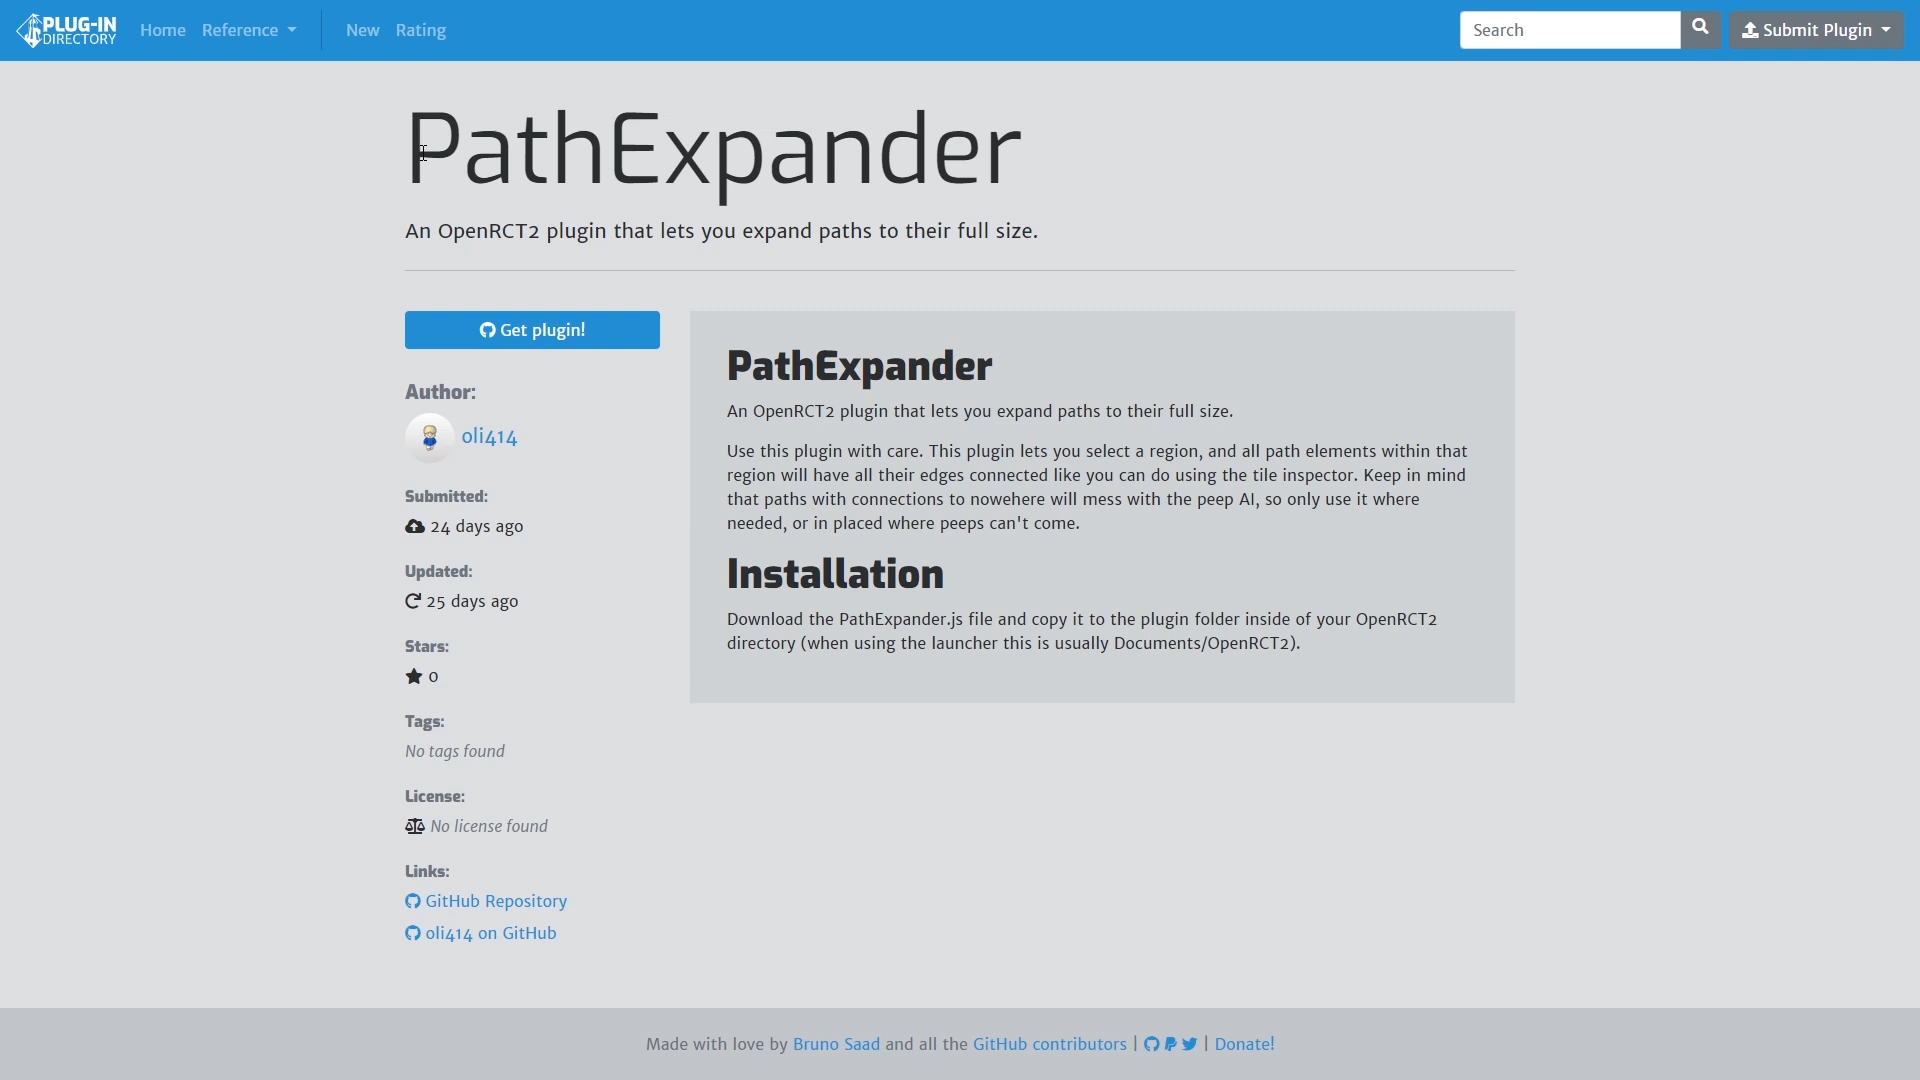 PLUG-IN
DIRECTORY
Home Reference New Rating
Search
Submit Plugin
PathExpander
An OpenRCT2 plugin that lets you expand paths to their full size.
Get plugin!
Author:
oli414
Submitted:
24 days ago
Updated:
25 days ago
Stars:
0
Tags:
No tags found
License:
No license found
Links:
GitHub Repository
oli414 on GitHub
PathExpander
An OpenRCT2 plugin that lets you expand paths to their full size.
Use this plugin with care. This plugin lets you select a region, and all path elements within that
region will have all their edges connected like you can do using the tile inspector. Keep in mind
that paths with connections to nowehere will mess with the peep AI, so only use it where
needed, or in placed where peeps can't come.
Installation
Download the PathExpander.js file and copy it to the plugin folder inside of your OpenRCT2
directory (when using the launcher this is usually Documents/OpenRCT2).
Made with love by Bruno Saad and all the GitHub contributors | | Donate!